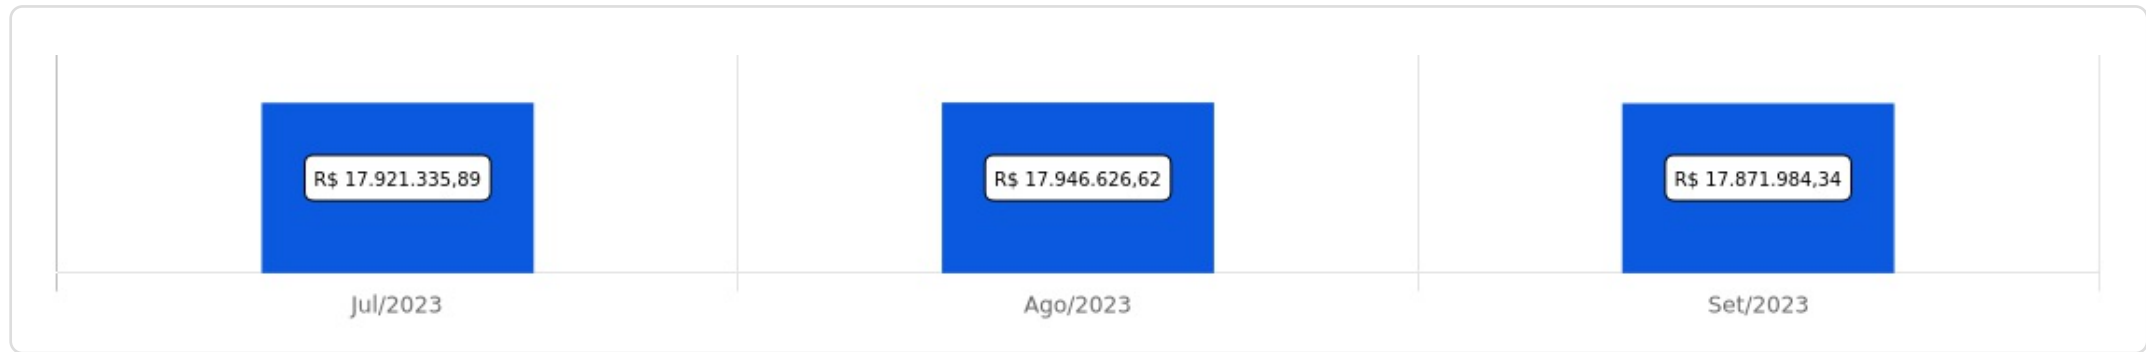 R$ 17.921.335,89
R$ 17.946.626,62
R$ 17.871.984,34
Jul/2023
Ago/2023
Set/2023